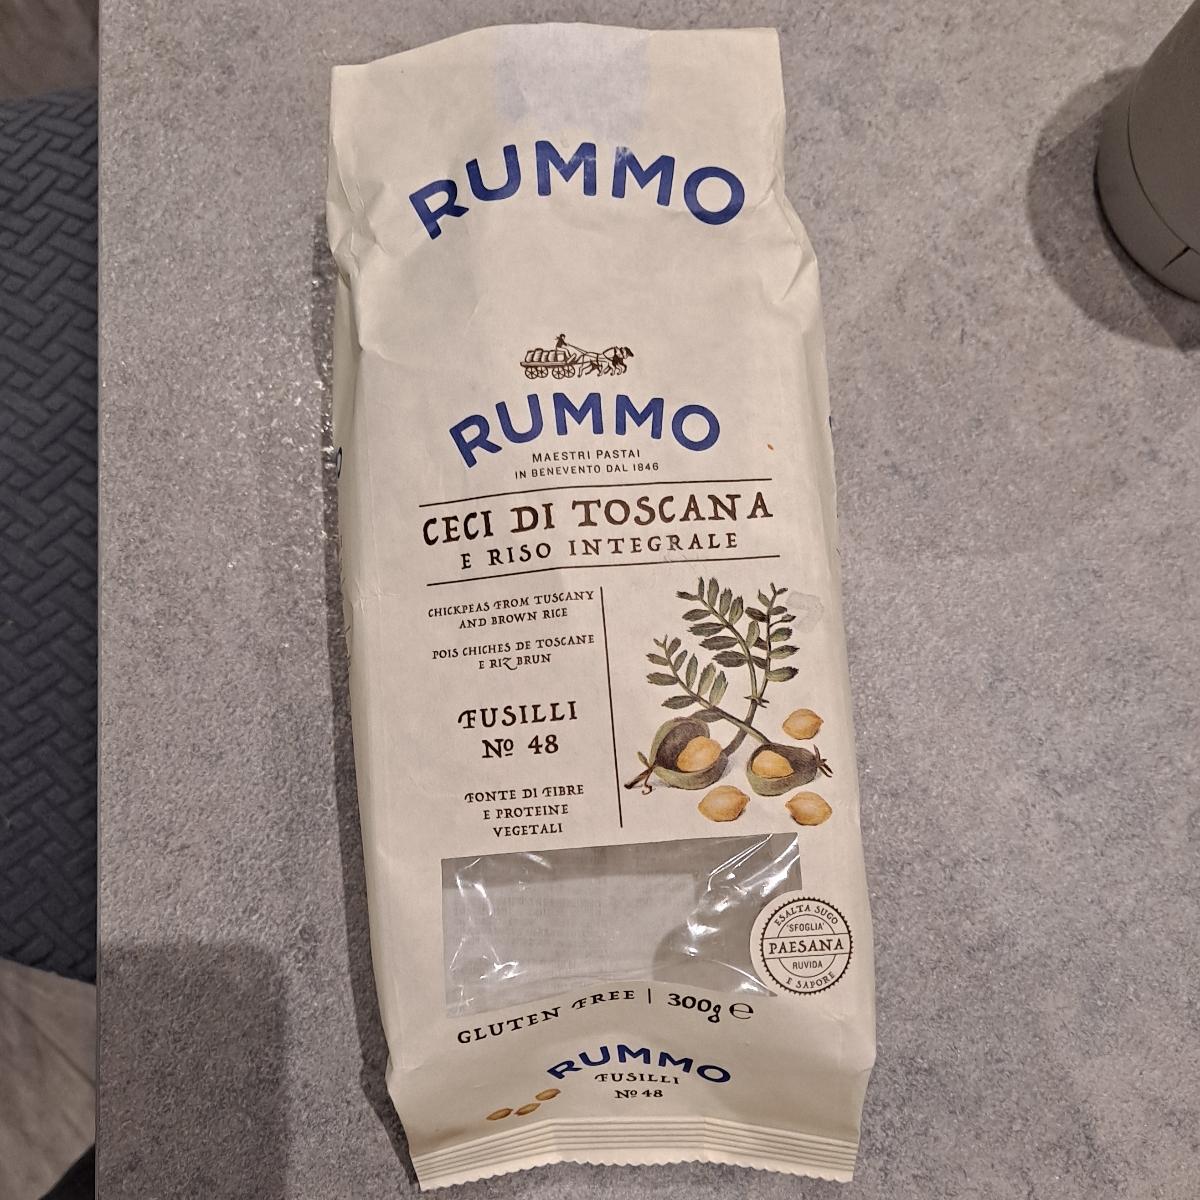 RUMMO
RUMMO
MAESTRI PASTAI
IN BENEVENTO DAL 1846
CECI DI TOSCANA
E RISO INTEGRALE
CHICKPEAS FROM TUSCANY
AND BROWN RICE
POIS CHICHES DE TOSCANE
E RIZ BRUN
FUSILLI
Nº 48
FONTE DI FIBRE
E PROTEINE
VEGETALI
ESALTA SUGO
'SFOGLIA'
PAESANA
RUVIDA
E SAPORE
GLUTEN FREE | 300g ℮
RUMMO
FUSILLI
Nº 48